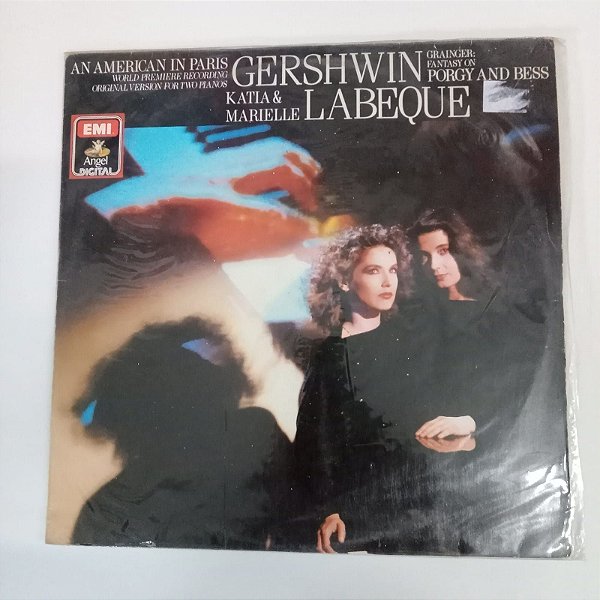 AN AMERICAN IN PARIS
WORLD PREMIERE RECORDING
ORIGINAL VERSION FOR TWO PIANOS
GERSHWIN
GRAINGER:
FANTASY ON
PORGY AND BESS
KATIA &
MARIELLE
LABEQUE
EMI
Angel
DIGITAL